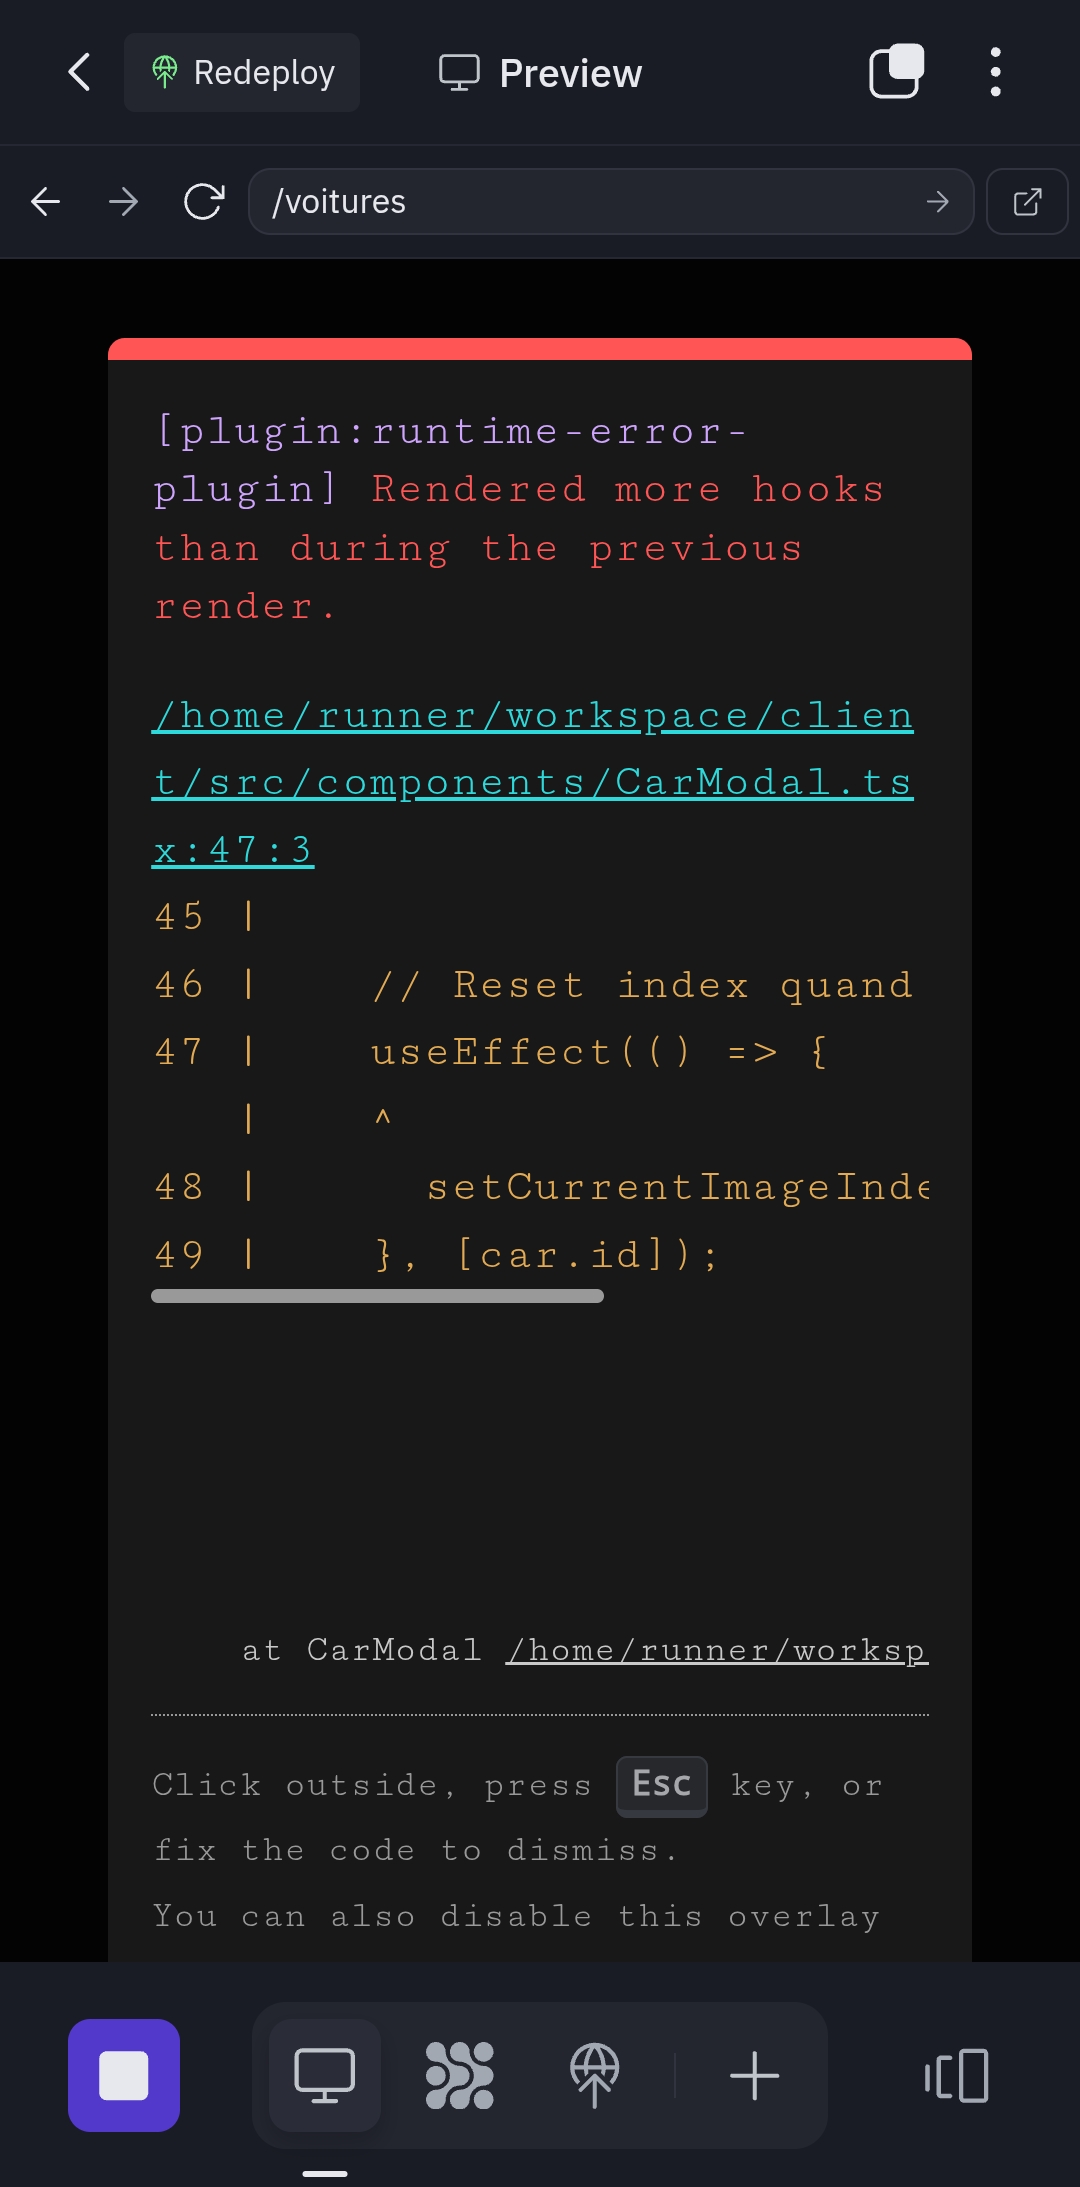 Redeploy
Preview
/voitures
[plugin:runtime-error-
plugin] Rendered more hooks
than during the previous
render.
/home/runner/workspace/clien
t/src/components/CarModal.ts
x:47:3
45 |
46 |    // Reset index quand
47 |    useEffect(() => {
   |    ^
48 |      setCurrentImageInde
49 |    }, [car.id]);
at CarModal /home/runner/worksp
Click outside, press Esc key, or
fix the code to dismiss.
You can also disable this overlay